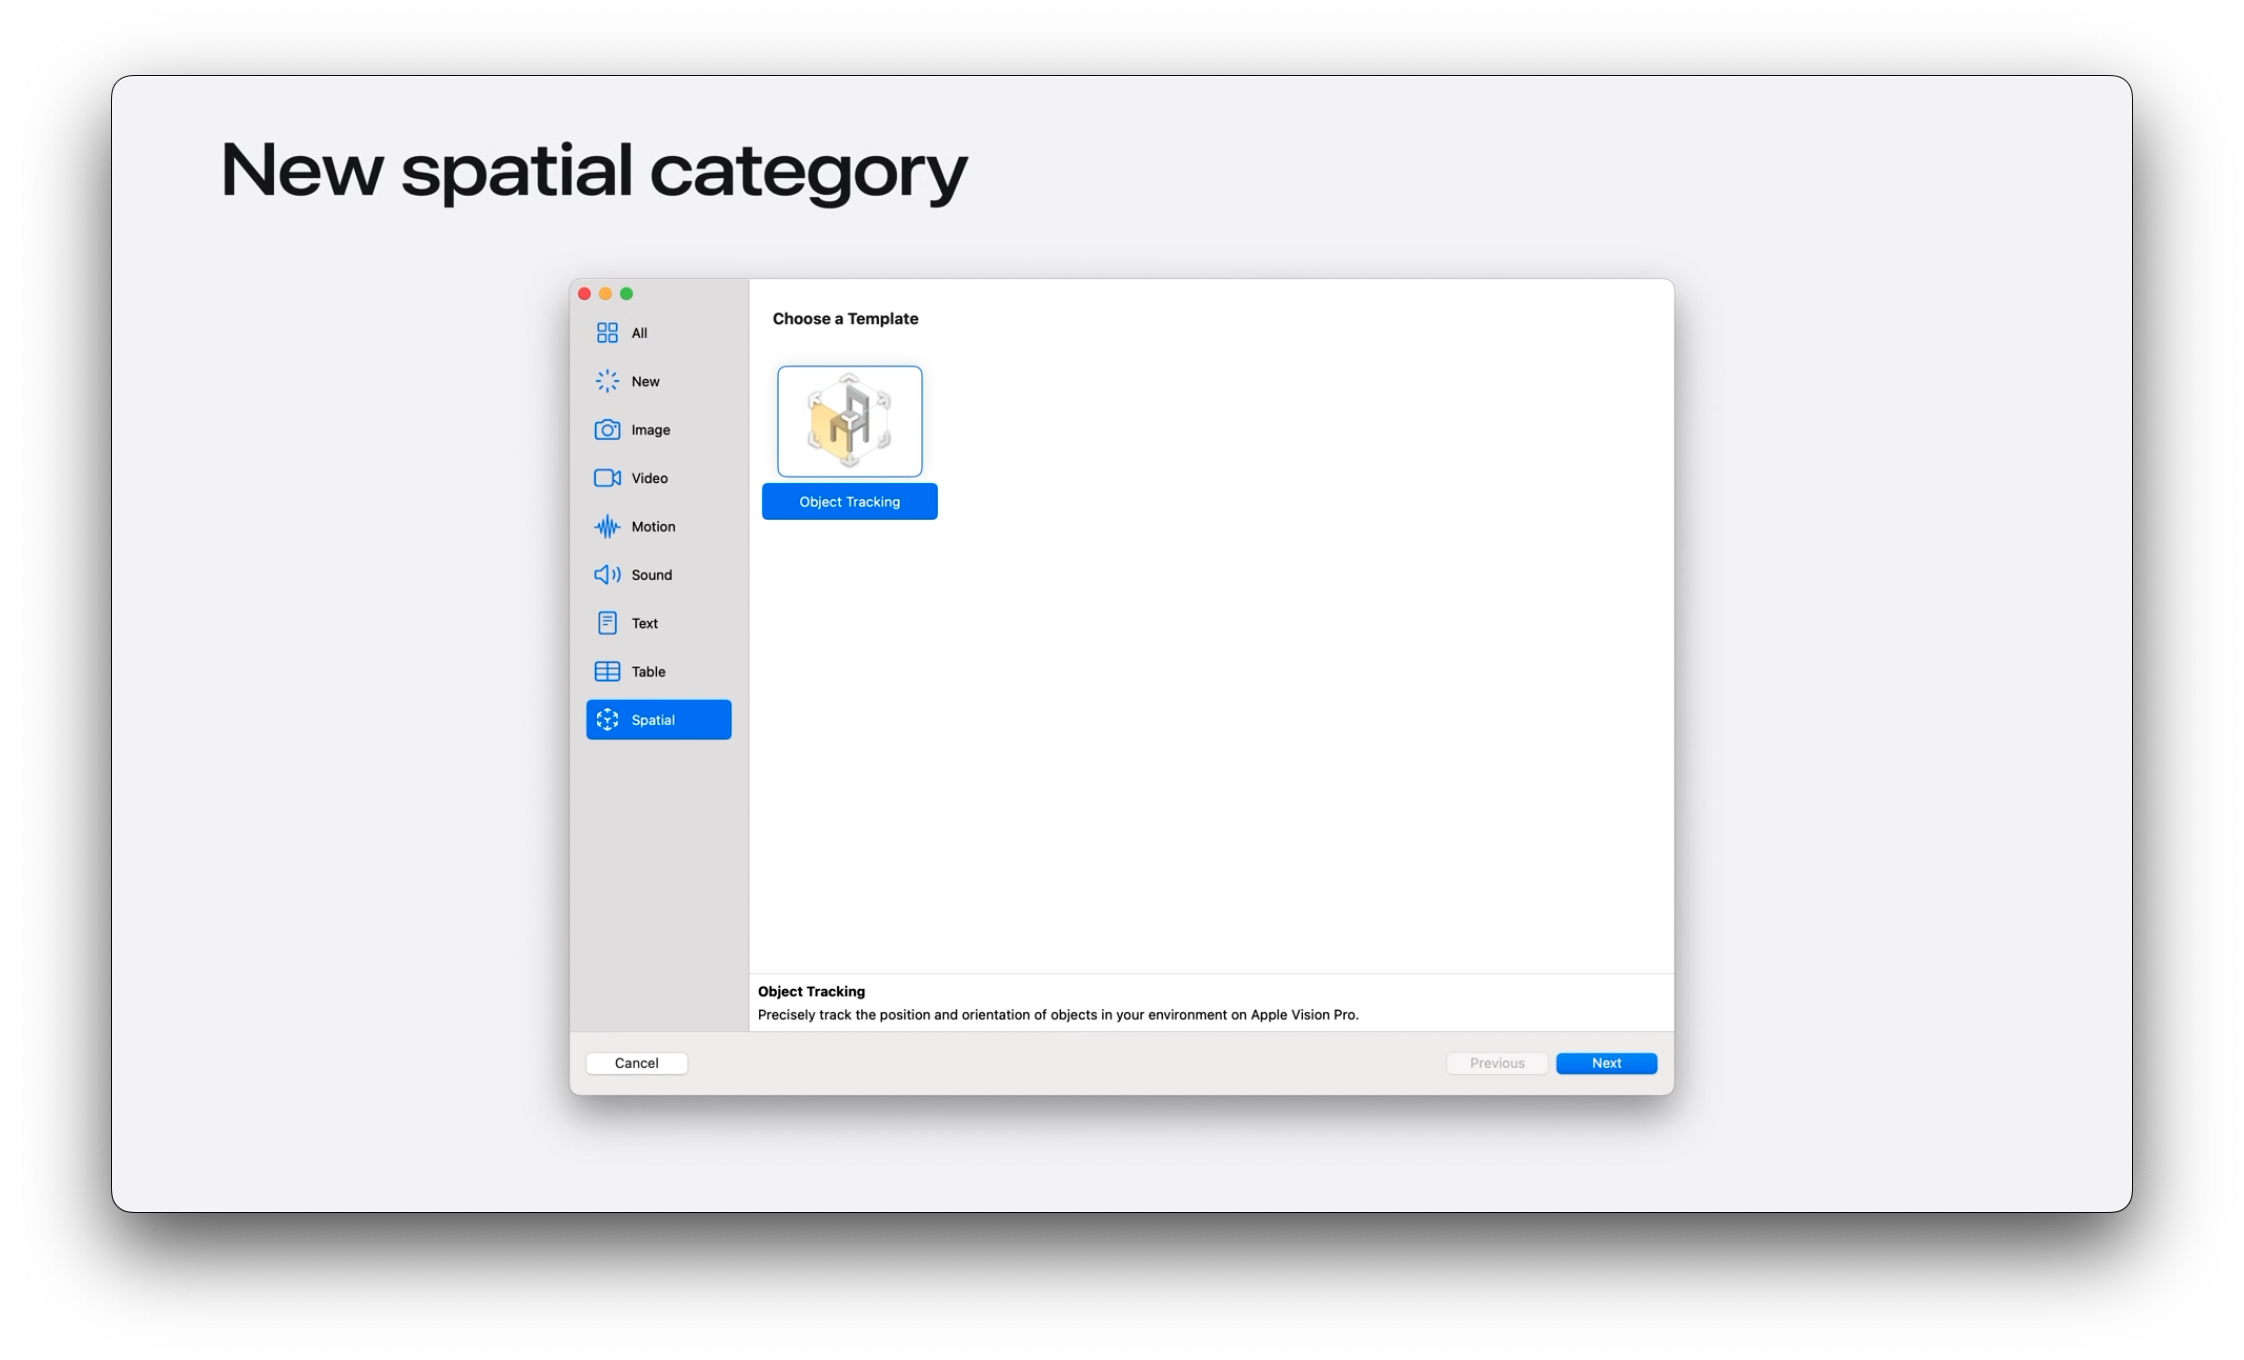 New spatial category
All
New
Image
Video
Motion
Sound
Text
Table
Spatial
Choose a Template
Object Tracking
Object Tracking
Precisely track the position and orientation of objects in your environment on Apple Vision Pro.
Cancel
Previous
Next